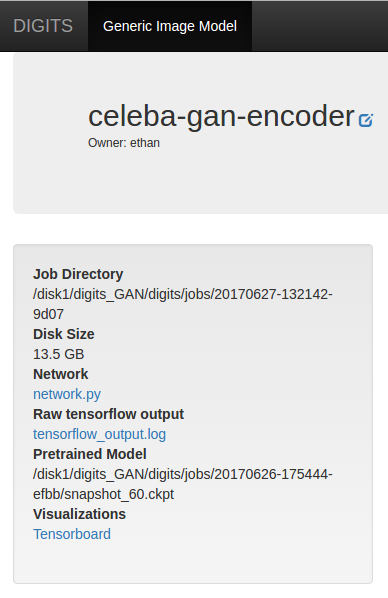 DIGITS Generic Image Model
celeba-gan-encoder
Owner: ethan
Job Directory
/disk1/digits_GAN/digits/jobs/20170627-132142-
9d07
Disk Size
13.5 GB
Network
network.py
Raw tensorflow output
tensorflow_output.log
Pretrained Model
/disk1/digits_GAN/digits/jobs/20170626-175444-
efbb/snapshot_60.ckpt
Visualizations
Tensorboard